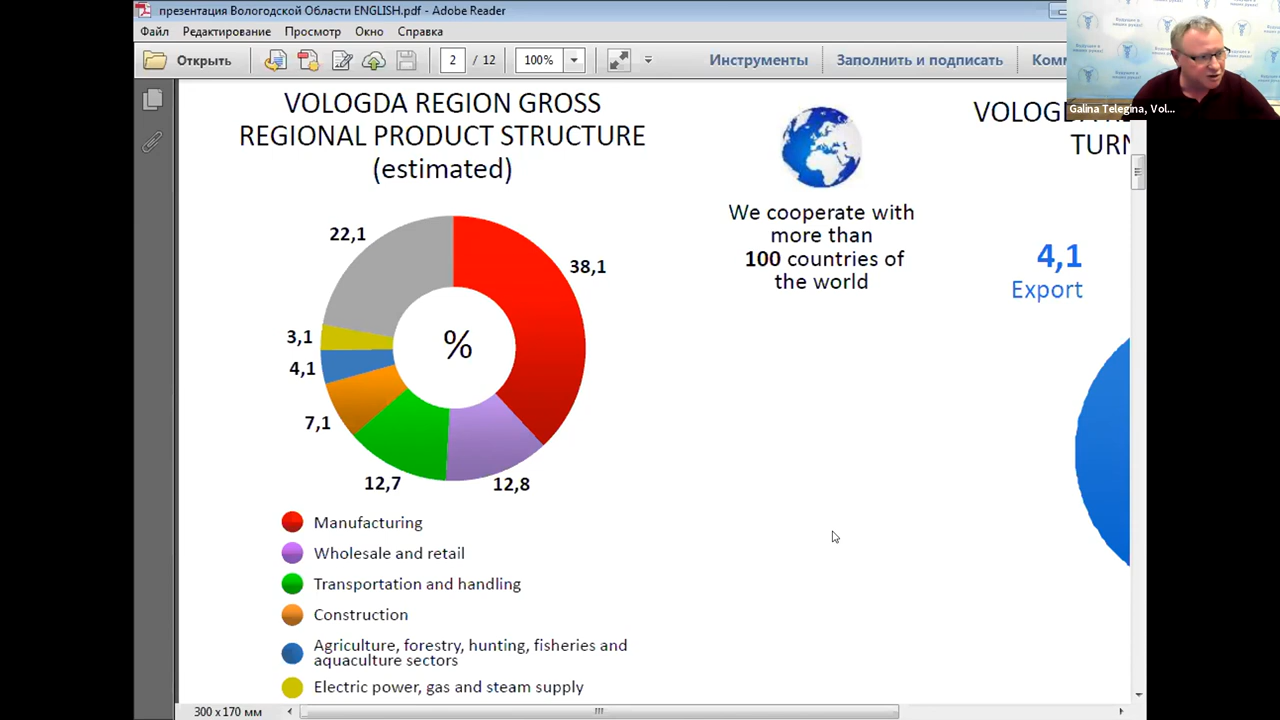 презентация Вологодской Области ENGLISH.pdf - Adobe Reader
Файл Редактирование Просмотр Окно Справка
Открыть 2 / 12 100% Инструменты Заполнить и подписать Комм
Galina Telegina, Vol...
VOLOGDA REGION GROSS
REGIONAL PRODUCT STRUCTURE
(estimated)
22,1
38,1
3,1
4,1
7,1
12,7
12,8
%
Manufacturing
Wholesale and retail
Transportation and handling
Construction
Agriculture, forestry, hunting, fisheries and
aquaculture sectors
Electric power, gas and steam supply
We cooperate with
more than
100 countries of
the world
VOLOG
TURN
4,1
Export
300 x 170 мм